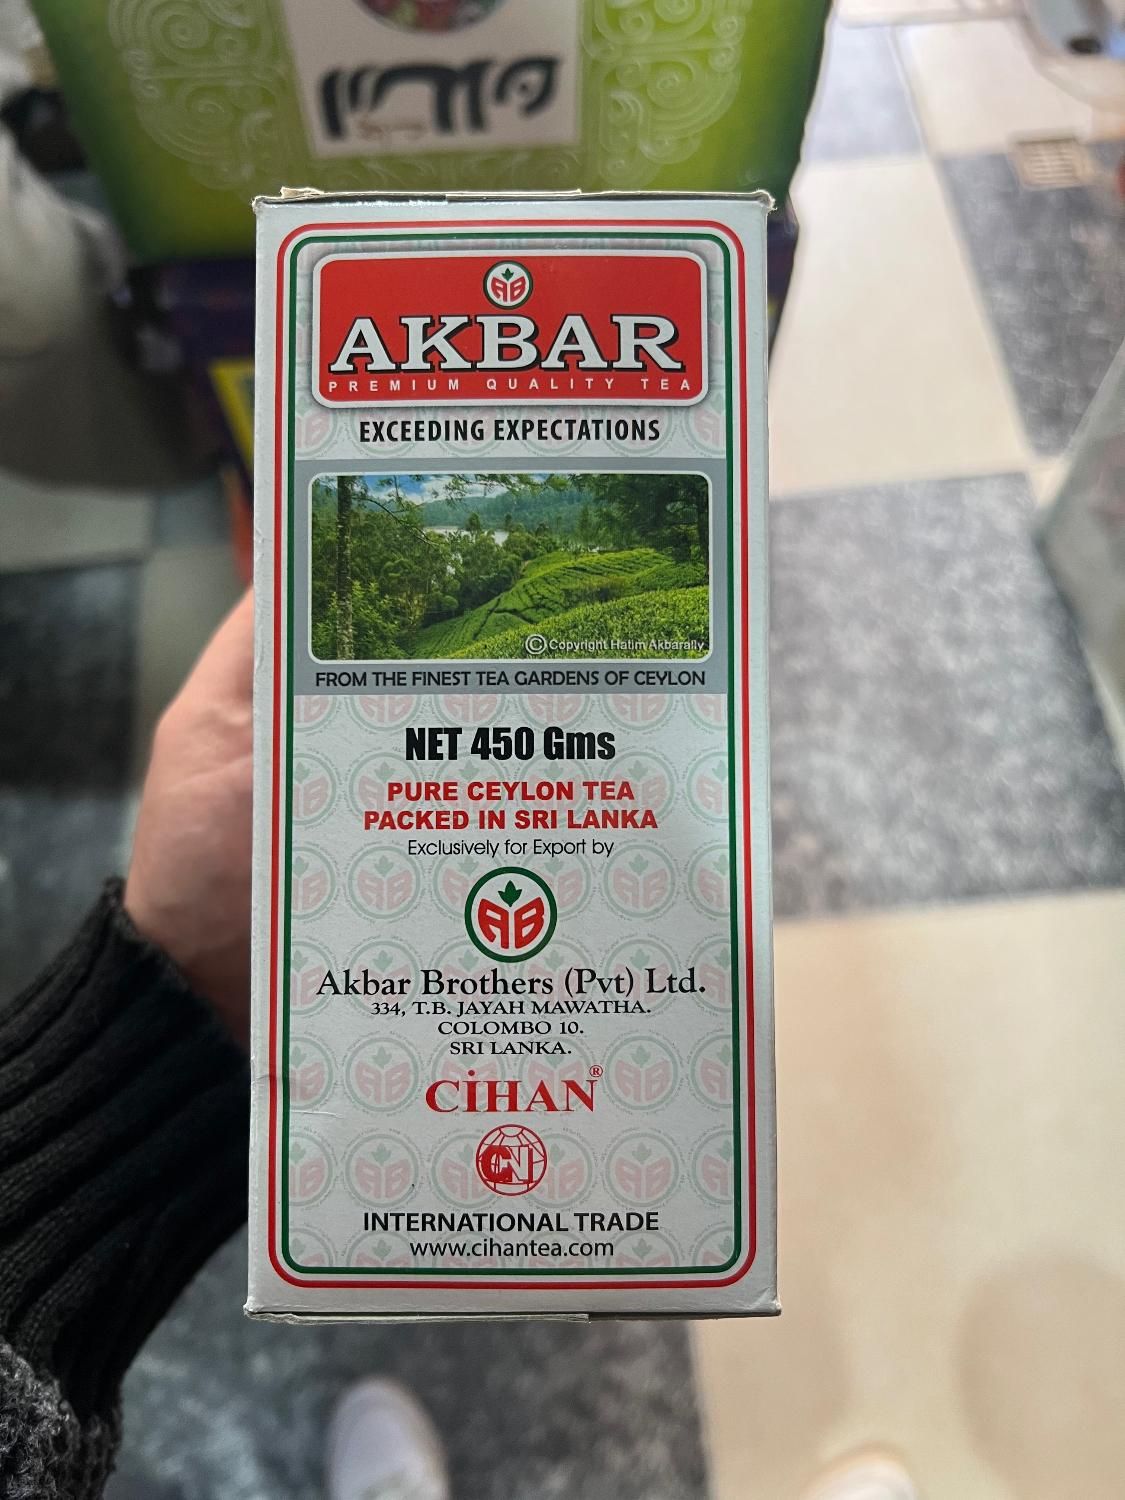 AB
AKBAR
PREMIUM QUALITY TEA
EXCEEDING EXPECTATIONS
© Copyright Hatim Akbarally
FROM THE FINEST TEA GARDENS OF CEYLON
NET 450 Gms
PURE CEYLON TEA
PACKED IN SRI LANKA
Exclusively for Export by
AB
Akbar Brothers (Pvt) Ltd.
334, T.B. JAYAH MAWATHA.
COLOMBO 10.
SRI LANKA.
CİHAN®
CNJ
INTERNATIONAL TRADE
www.cihantea.com